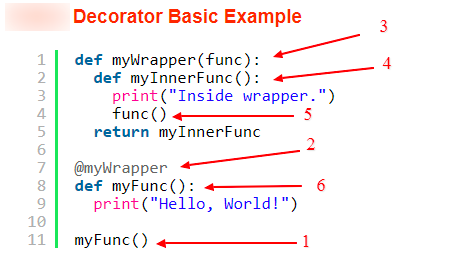 Decorator Basic Example
1 def myWrapper(func): 3
2   def myInnerFunc(): 4
3     print("Inside wrapper.")
4     func() 5
5   return myInnerFunc
6
7 @myWrapper 2
8 def myFunc(): 6
9   print("Hello, World!")
10
11 myFunc() 1